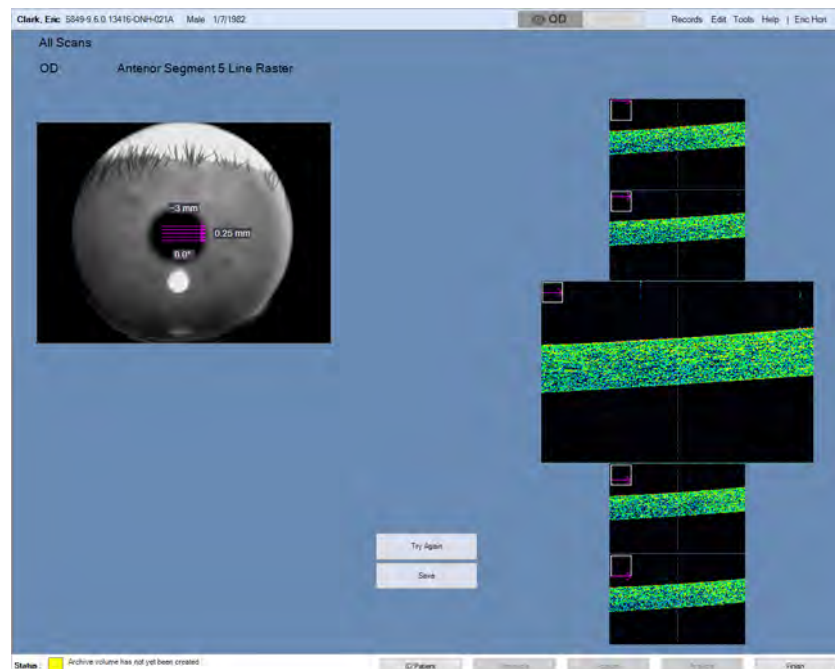 Clark, Eric 5849-9.6.0.13416-ONH-021A Male 1/7/1982 OD Records Edit Tools Help | Eric Hori
All Scans
OD Anterior Segment 5 Line Raster
~3 mm
0.25 mm
0.0°
Try Again
Save
Status: Archive volume has not yet been created ID Patient Finish